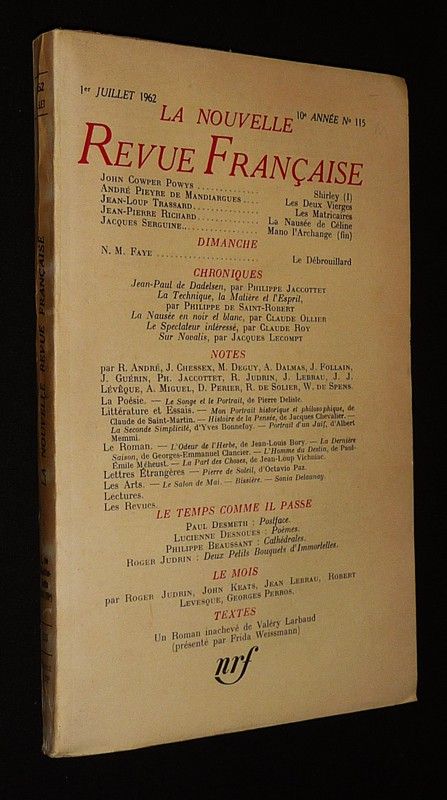 1er JUILLET 1962
10e ANNÉE No 115
LA NOUVELLE
REVUE FRANÇAISE
JOHN COWPER POWYS .............. Shirley (I)
ANDRÉ PIEYRE DE MANDIARGUES .... Les Deux Vierges
JEAN-LOUP TRASSARD .............. Les Matricaires
JEAN-PIERRE RICHARD .............. La Nausée de Céline
JACQUES SERGUINE .............. Mano l'Archange (fin)
DIMANCHE
N. M. FAYE .............. Le Débrouillard
CHRONIQUES
Jean-Paul de Dadelsen, par PHILIPPE JACCOTTET
La Technique, la Matière et l'Esprit,
par PHILIPPE DE SAINT-ROBERT
La Nausée en noir et blanc, par CLAUDE OLLIER
Le Spectateur intéressé, par CLAUDE ROY
Sur Novalis, par JACQUES LECOMPT
NOTES
par R. ANDRÉ, J. CHESSEX, M. DEGUY, A. DALMAS, J. FOLLAIN,
J. GUÉRIN, PH. JACCOTTET, R. JUDRIN, J. LEBRAU, J. J.
LÉVÊQUE, A. MIGUEL, D. PERIER, R. DE SOLIER, W. DE SPENS.
La Poésie. — Le Songe et le Portrait, de Pierre Delisle.
Littérature et Essais. — Mon Portrait historique et philosophique, de
Claude de Saint-Martin. — Histoire de la Pensée, de Jacques Chevalier. —
La Seconde Simplicité, d'Yves Bonnefoy. — Portrait d'un Juif, d'Albert
Memmi.
Le Roman. — L'Odeur de l'Herbe, de Jean-Louis Bory. — La Dernière
Saison, de Georges-Emmanuel Clancier. — L'Homme du Destin, de
Émile Méheust. — La Part des Choses, de Jean-Loup Vichniac.
Lettres Étrangères — Pierre de Soleil, d'Octavio Paz.
Les Arts. — Le Salon de Mai. — Bissière. — Sonia Delaunay.
Lectures.
Les Revues.
LE TEMPS COMME IL PASSE
PAUL DESMETH : Postface.
LUCIENNE DESNOUES : Poèmes.
PHILIPPE BEAUSSANT : Cathédrales.
ROGER JUDRIN : Deux Petits Bouquets d'Immortelles.
LE MOIS
par ROGER JUDRIN, JOHN KEATS, JEAN LEBRAU, ROBERT
LEVESQUE, GEORGES PERROS.
TEXTES
Un Roman inachevé de Valéry Larbaud
(présenté par Frida Weissmann)
nrf
LA NOUVELLE REVUE FRANÇAISE